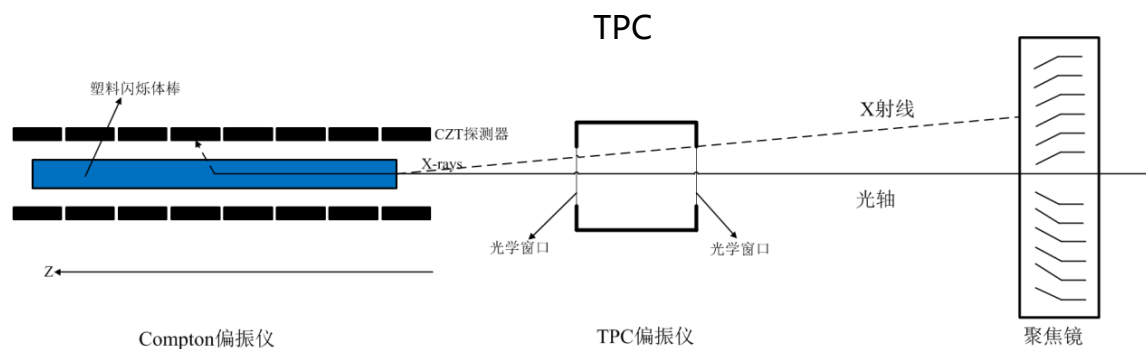 TPC
塑料闪烁体棒
CZT探测器
X-rays
X射线
光轴
光学窗口
光学窗口
Z
Compton偏振仪
TPC偏振仪
聚焦镜